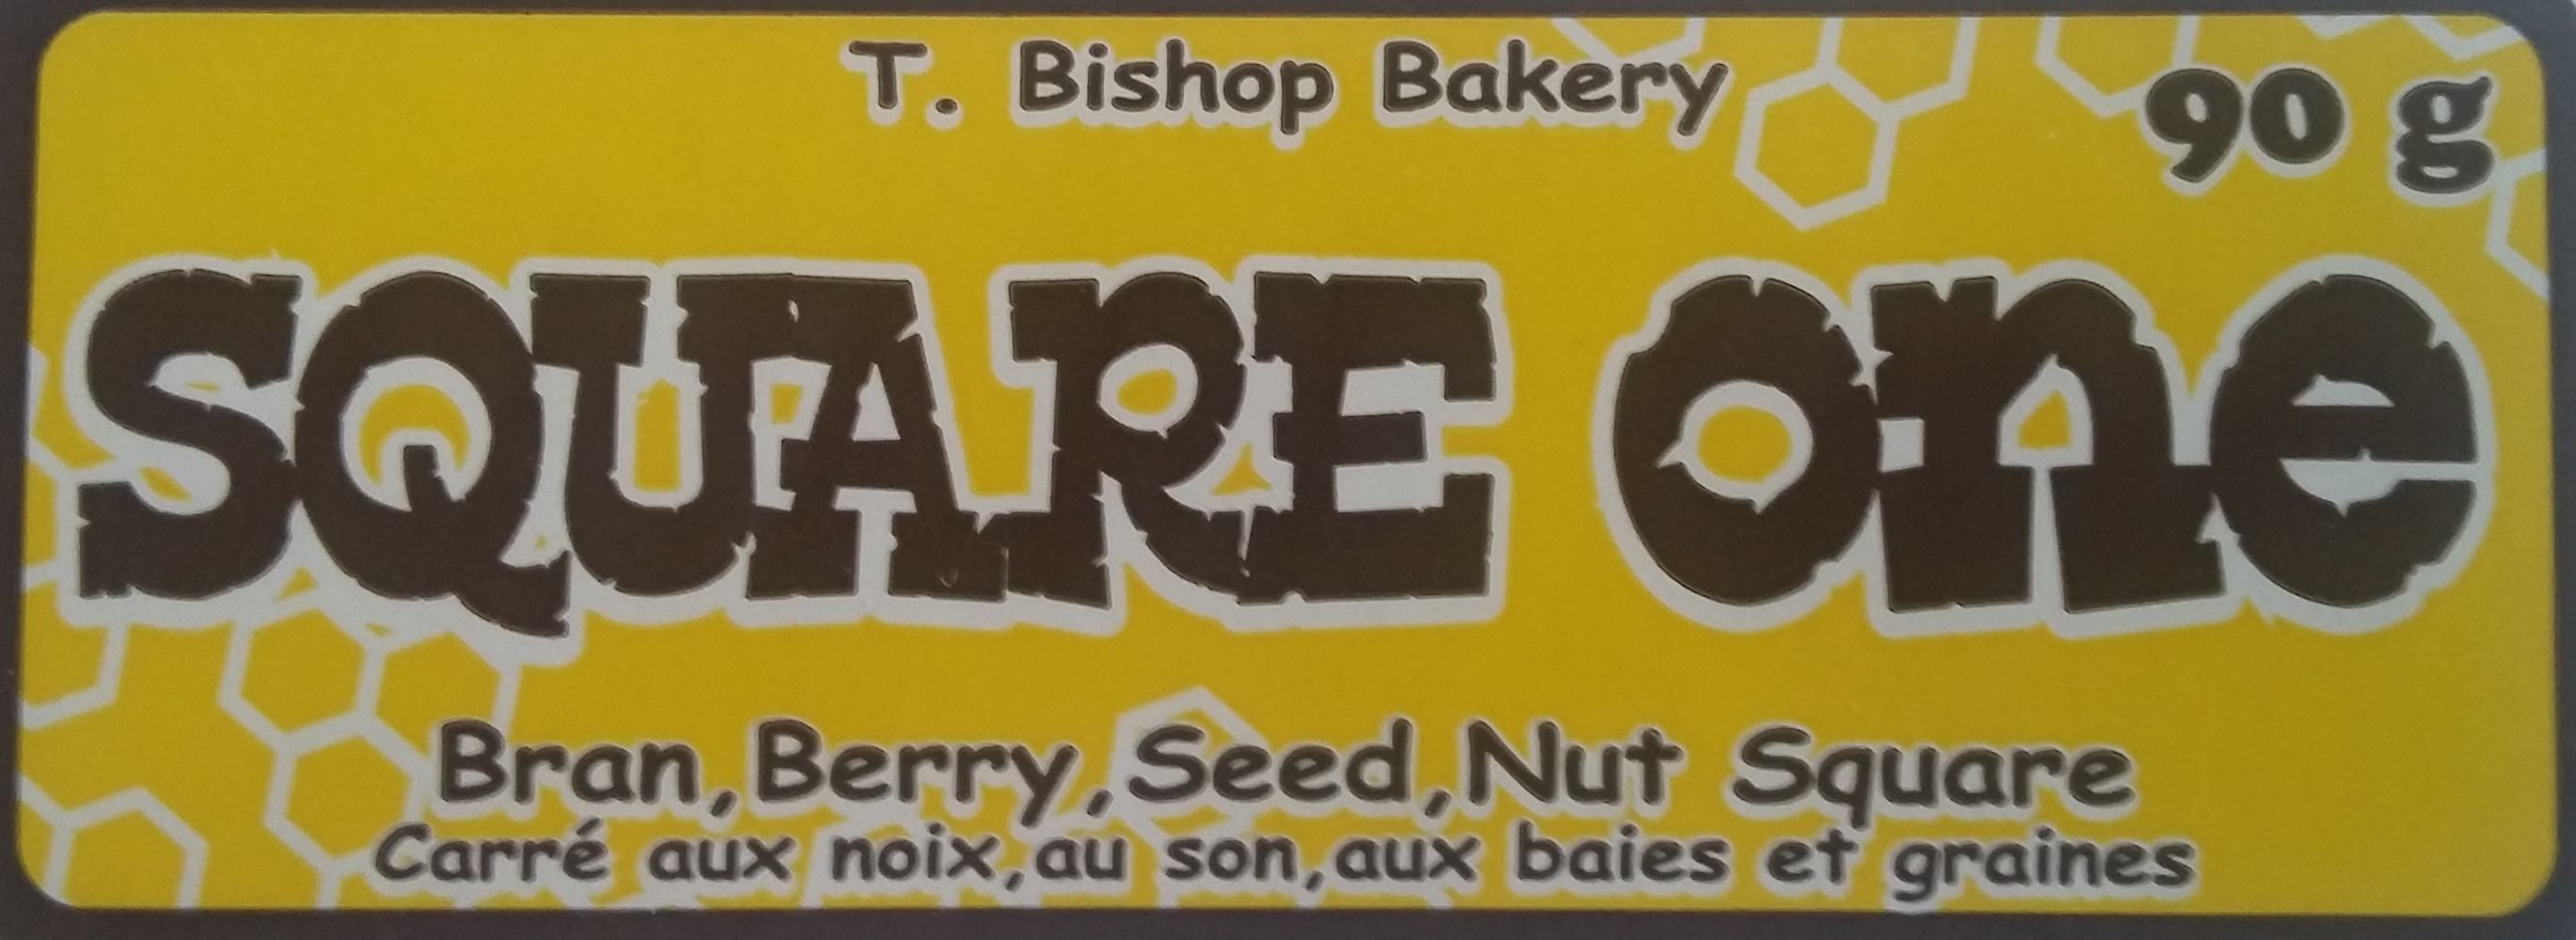 T. Bishop Bakery
90 g
SQUARE one
Bran,Berry,Seed,Nut Square
Carré aux noix,au son,aux baies et graines